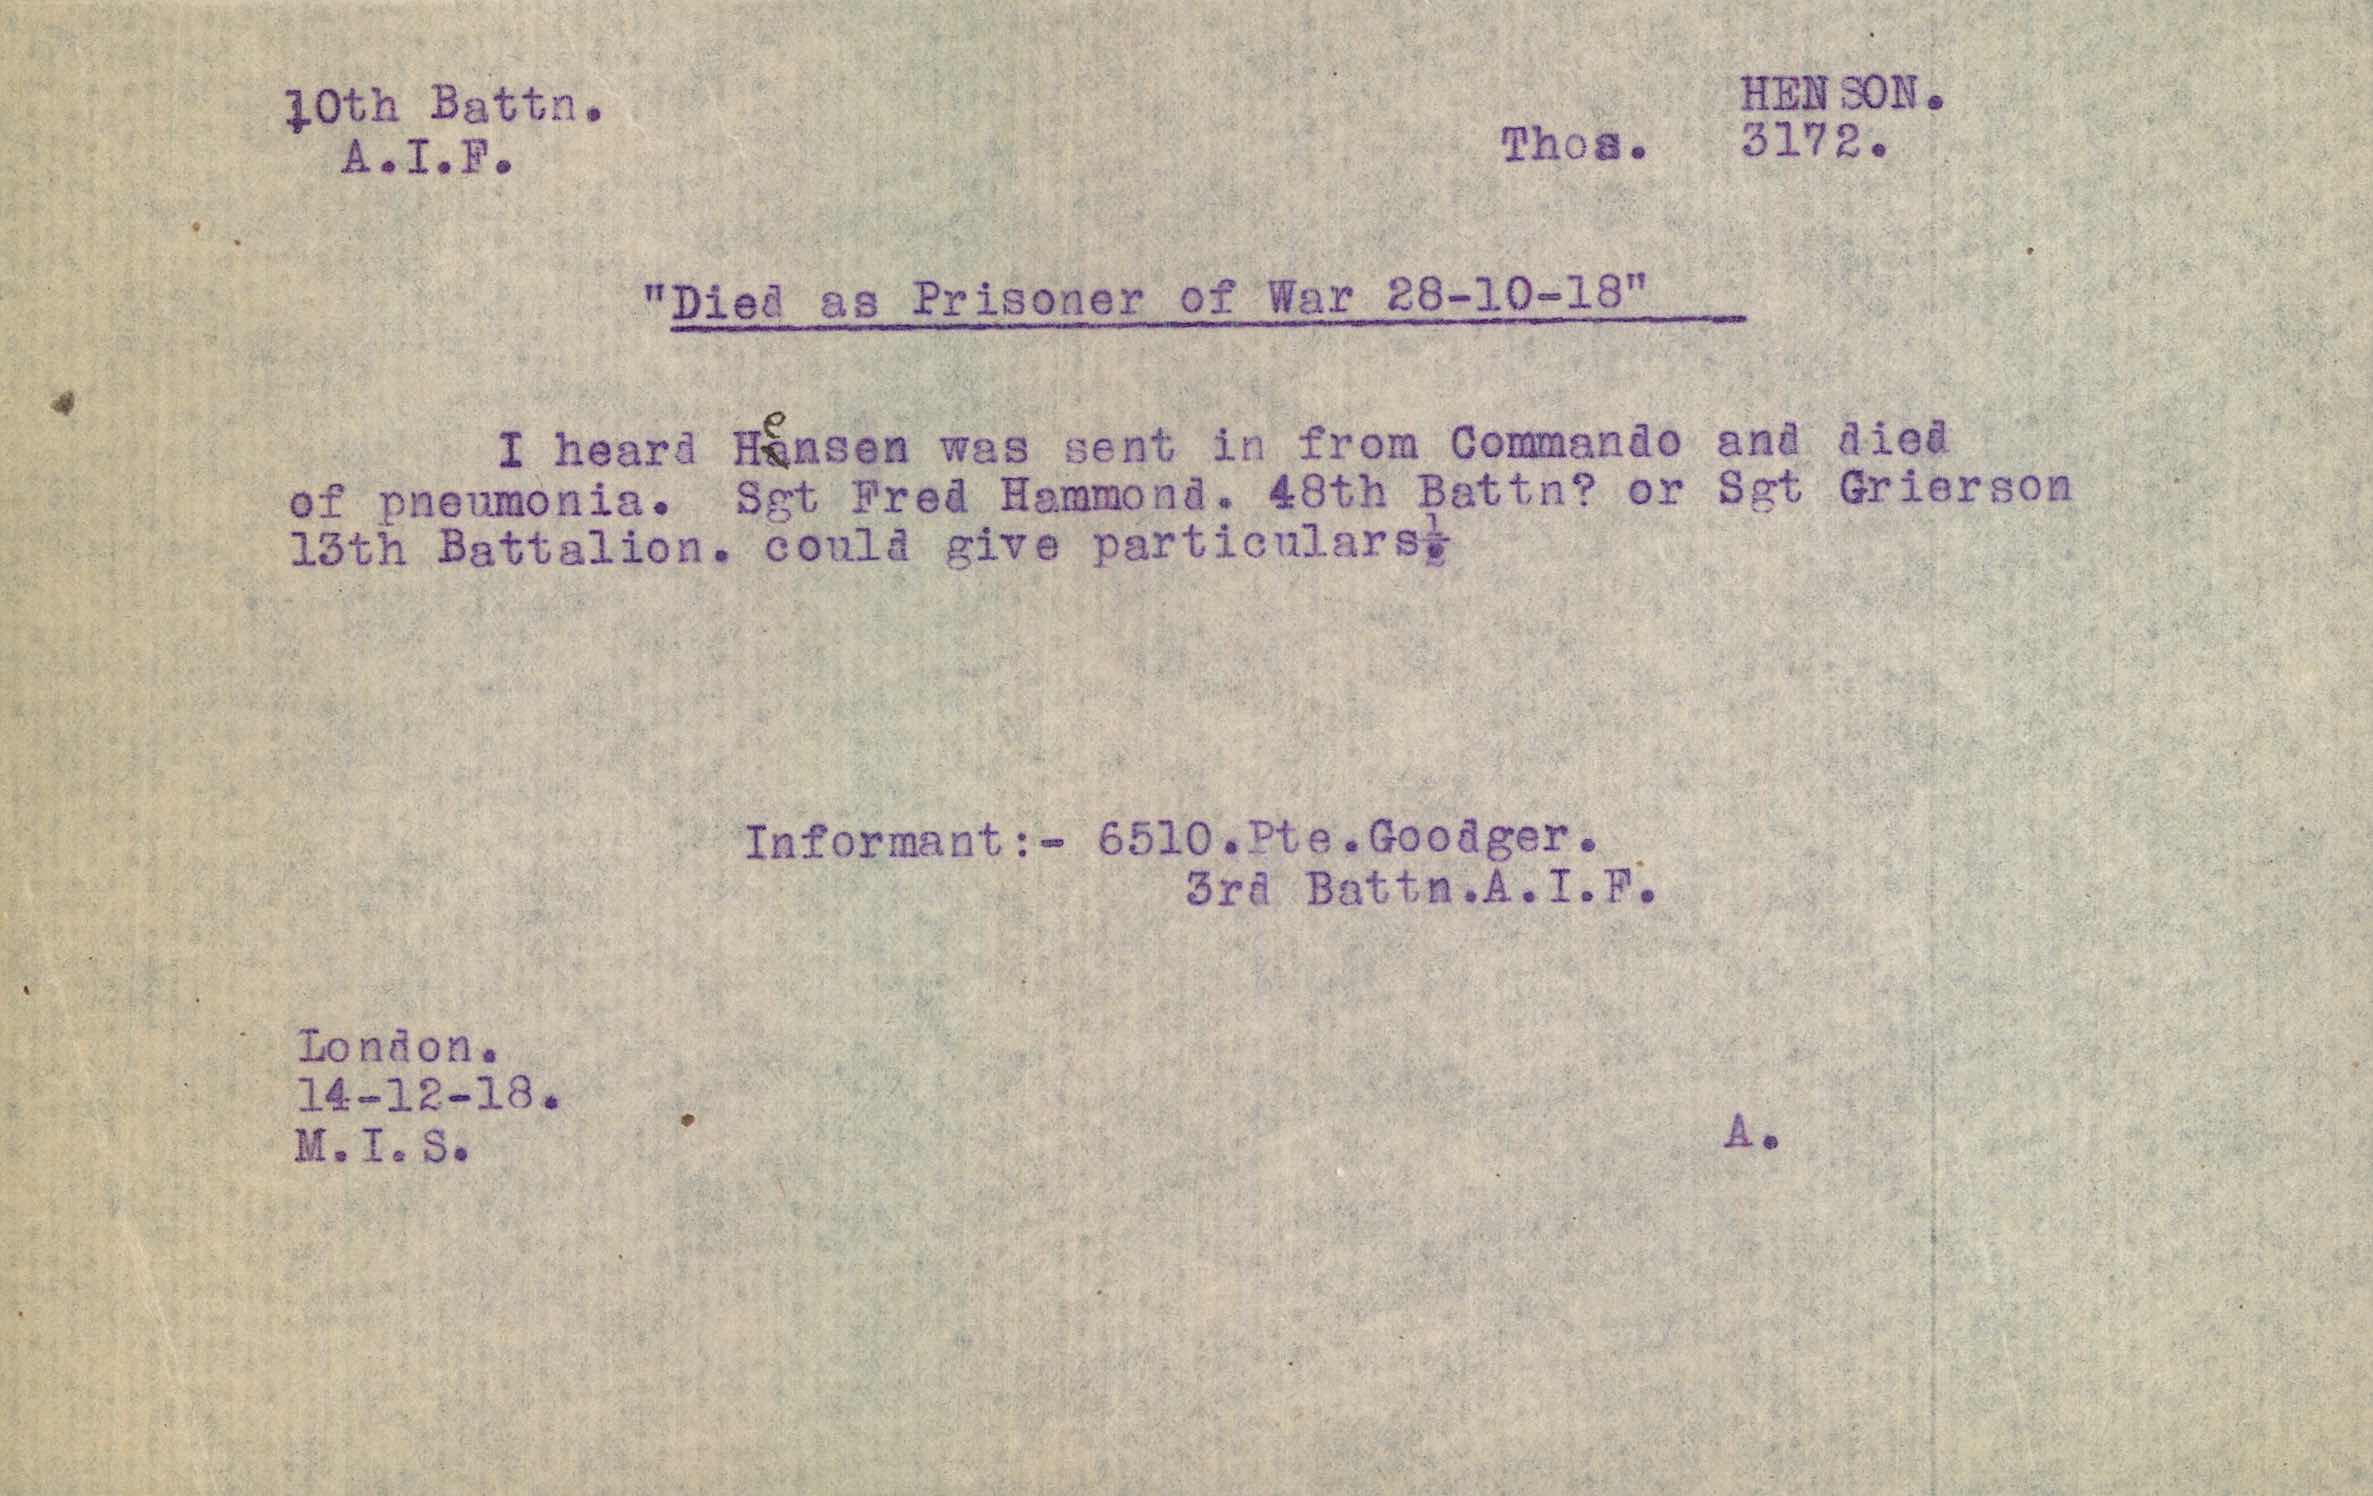 10th Battn. HENSON.
A.I.F. Thos. 3172.
"Died as Prisoner of War 28-10-18"
I heard Hensen was sent in from Commando and died
of pneumonia. Sgt Fred Hammond. 48th Battn? or Sgt Grierson
13th Battalion. could give particulars.
Informant:- 6510.Pte.Goodger.
3rd Battn.A.I.F.
London.
14-12-18.
M.I.S. A.